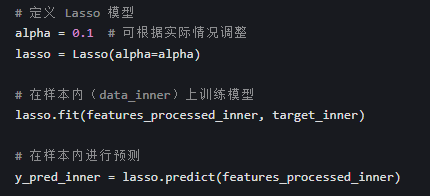 # 定义 Lasso 模型
alpha = 0.1  # 可根据实际情况调整
lasso = Lasso(alpha=alpha)
# 在样本内（data_inner）上训练模型
lasso.fit(features_processed_inner, target_inner)
# 在样本内进行预测
y_pred_inner = lasso.predict(features_processed_inner)